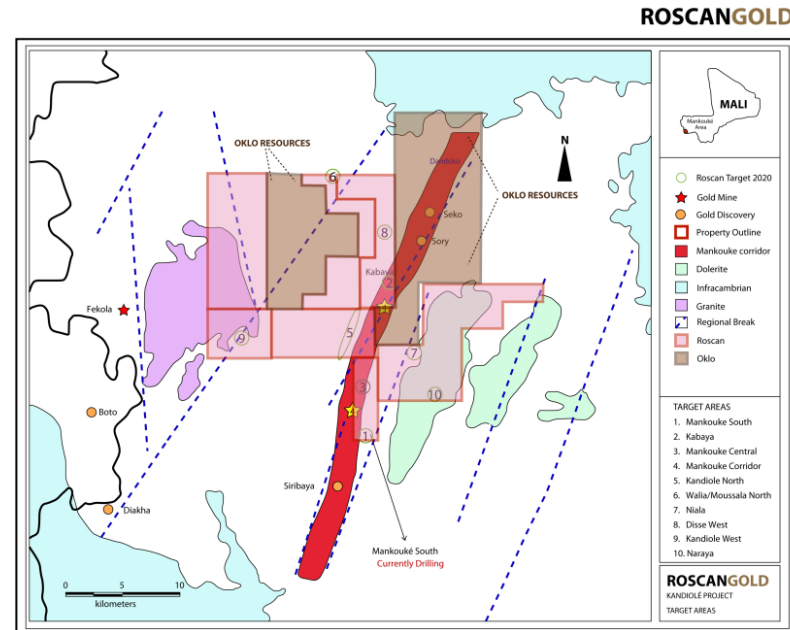 ROSCANGOLD
OKLO RESOURCES
N
6
Dandoko
OKLO RESOURCES
Seko
8
Sory
Kabaya
2
Fekola
4
9
5
7
3
10
4
Boto
1
Siribaya
Diakha
Mankouké South
Currently Drilling
0 5 10
kilometers
MALI
Mankouké
Area
Roscan Target 2020
Gold Mine
Gold Discovery
Property Outline
Mankouke corridor
Dolerite
Infracambrian
Granite
Regional Break
Roscan
Oklo
TARGET AREAS
1. Mankouke South
2. Kabaya
3. Mankouke Central
4. Mankouke Corridor
5. Kandiole North
6. Walia/Moussala North
7. Niala
8. Disse West
9. Kandiole West
10. Naraya
ROSCANGOLD
KANDIOLÉ PROJECT
TARGET AREAS